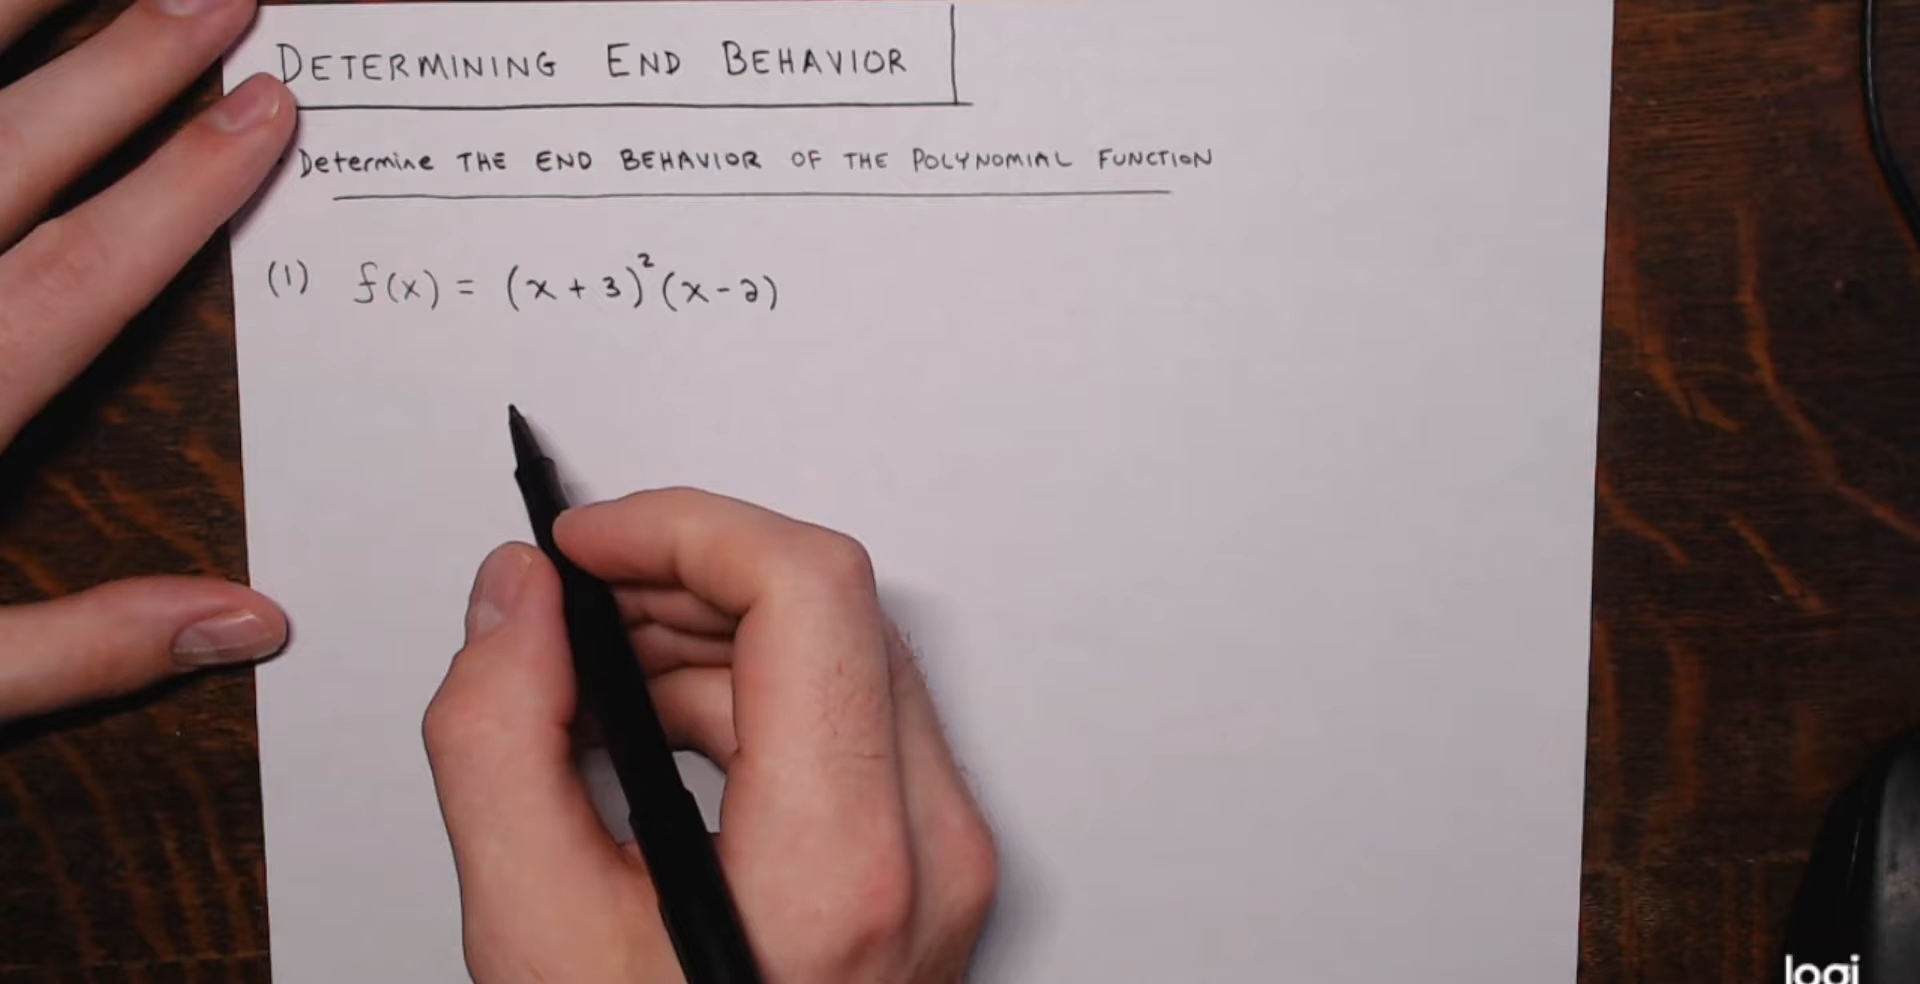 DETERMINING END BEHAVIOR
Determine THE END BEHAVIOR OF THE POLYNOMIAL FUNCTION
(1) f(x) = (x + 3)²(x - 2)
logi